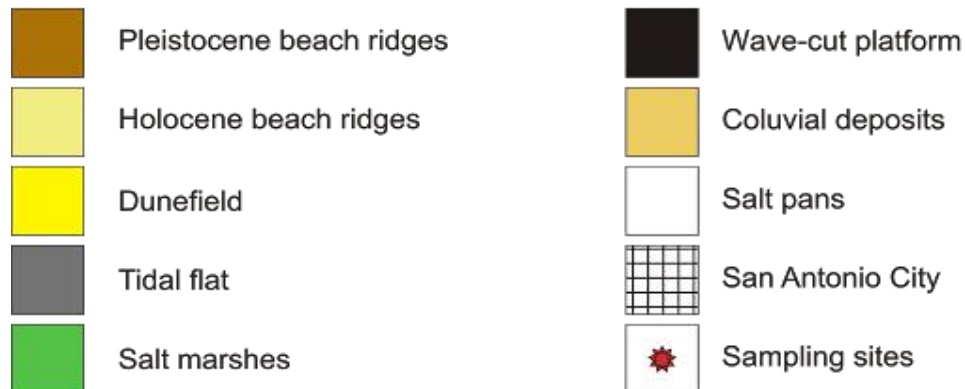 Pleistocene beach ridges
Holocene beach ridges
Dunefield
Tidal flat
Salt marshes
Wave-cut platform
Coluvial deposits
Salt pans
San Antonio City
Sampling sites